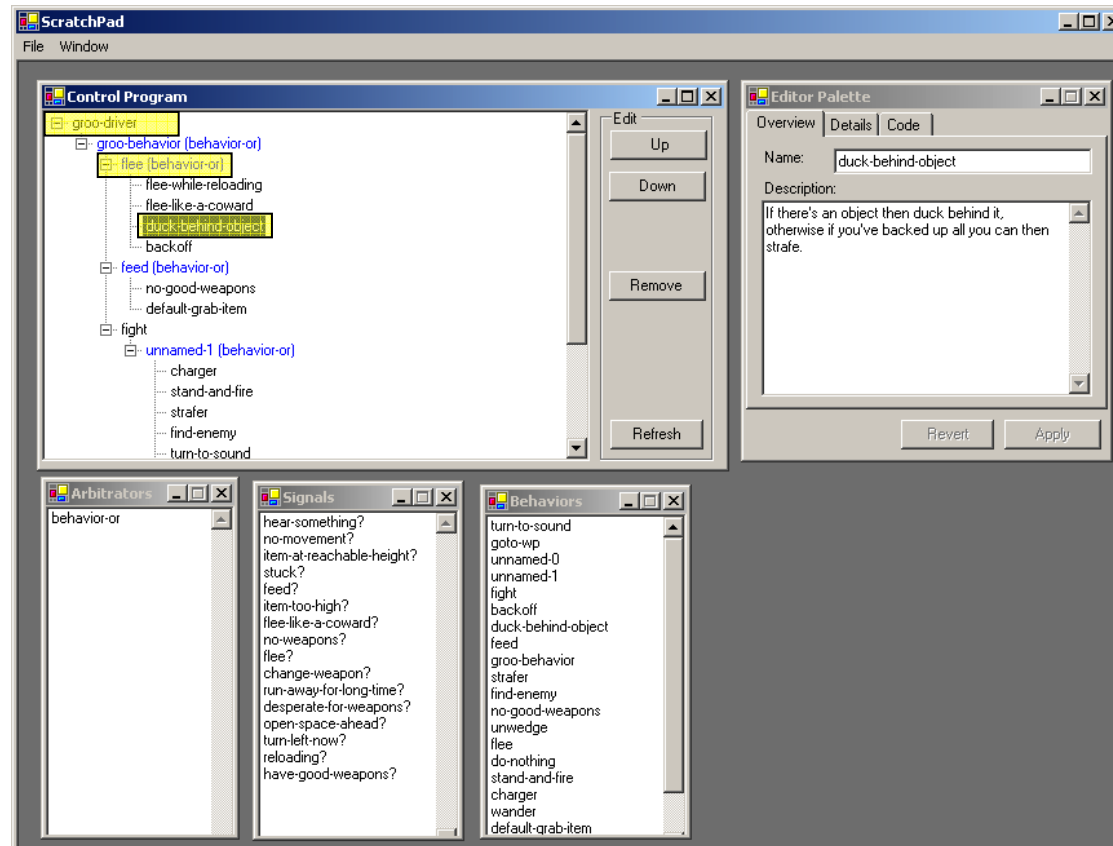 ScratchPad
File Window
Control Program
groo-driver
groo-behavior (behavior-or)
flee (behavior-or)
flee-while-reloading
flee-like-a-coward
duck-behind-object
backoff
feed (behavior-or)
no-good-weapons
default-grab-item
fight
unnamed-1 (behavior-or)
charger
stand-and-fire
strafer
find-enemy
turn-to-sound
Edit
Up
Down
Remove
Refresh
Editor Palette
Overview Details Code
Name: duck-behind-object
Description:
If there's an object then duck behind it,
otherwise if you've backed up all you can then
strafe.
Revert Apply
Arbitrators
behavior-or
Signals
hear-something?
no-movement?
item-at-reachable-height?
stuck?
feed?
item-too-high?
flee-like-a-coward?
no-weapons?
flee?
change-weapon?
run-away-for-long-time?
desperate-for-weapons?
open-space-ahead?
turn-left-now?
reloading?
have-good-weapons?
Behaviors
turn-to-sound
goto-wp
unnamed-0
unnamed-1
fight
backoff
duck-behind-object
feed
groo-behavior
strafer
find-enemy
no-good-weapons
unwedge
flee
do-nothing
stand-and-fire
charger
wander
default-grab-item